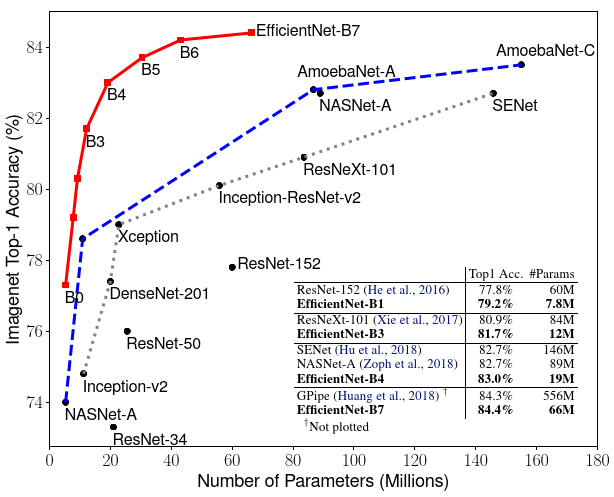 84
82
80
78
76
74
Imagenet Top-1 Accuracy (%)
0 20 40 60 80 100 120 140 160 180
Number of Parameters (Millions)
EfficientNet-B7
B6
B5
B4
B3
B0
AmoebaNet-C
AmoebaNet-A
NASNet-A
SENet
ResNeXt-101
Inception-ResNet-v2
Xception
ResNet-152
DenseNet-201
ResNet-50
Inception-v2
NASNet-A
ResNet-34
Top1 Acc. #Params
ResNet-152 (He et al., 2016) 77.8% 60M
EfficientNet-B1 79.2% 7.8M
ResNeXt-101 (Xie et al., 2017) 80.9% 84M
EfficientNet-B3 81.7% 12M
SENet (Hu et al., 2018) 82.7% 146M
NASNet-A (Zoph et al., 2018) 82.7% 89M
EfficientNet-B4 83.0% 19M
GPipe (Huang et al., 2018) † 84.3% 556M
EfficientNet-B7 84.4% 66M
†Not plotted